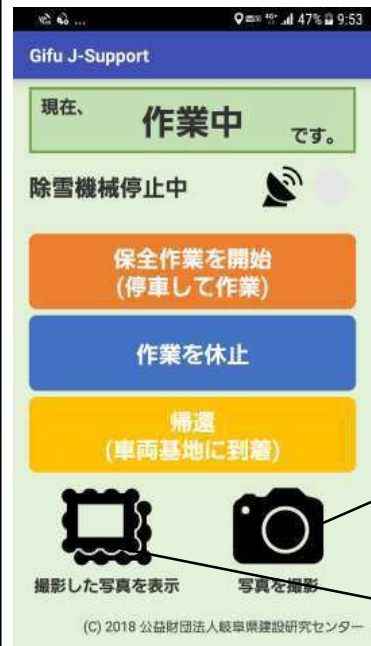 47% 9:53
Gifu J-Support
現在、
作業中
です。
除雪機械停止中
保全作業を開始
(停車して作業)
作業を休止
帰還
(車両基地に到着)
撮影した写真を表示 写真を撮影
(C) 2018 公益財団法人岐阜県建設研究センター